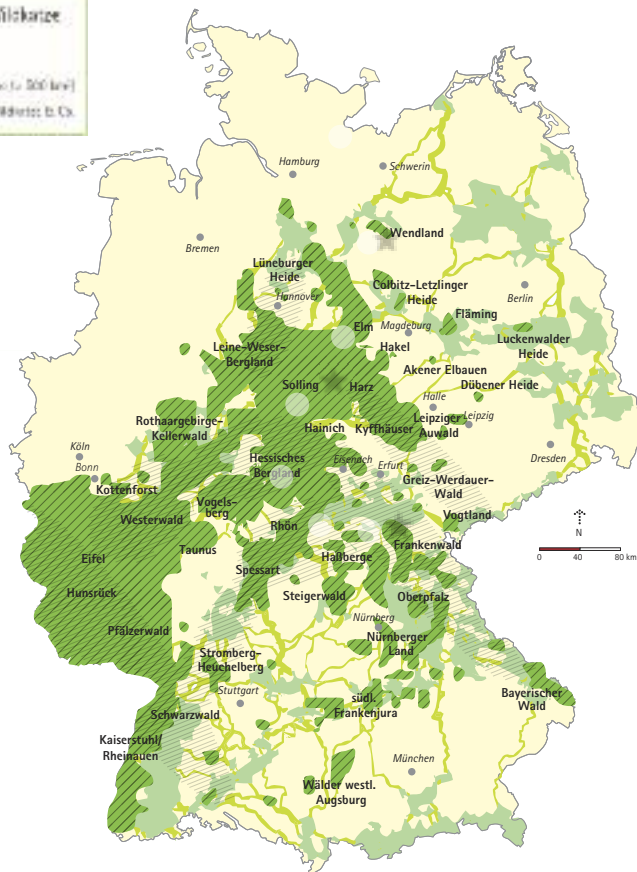 Wildkatze
Hamburg
Schwerin
Wendland
Bremen
Lüneburger
Heide
Hannover
Colbitz-Letzlinger
Heide
Berlin
Fläming
Elm
Magdeburg
Luckenwalder
Heide
Hakel
Leine-Weser-
Bergland
Akener Elbauen
Solling
Harz
Dübener Heide
Halle
Rothaargebirge-
Kellerwald
Hainich
Kyffhäuser
Leipziger
Auwald
Leipzig
Köln
Bonn
Hessisches
Bergland
Eisenach
Erfurt
Dresden
Kottenforst
Greiz-Werdauer-
Wald
Westerwald
Vogels-
berg
Rhön
Vogtland
N
Taunus
Haßberge
Frankenwald
0 40 80 km
Eifel
Spessart
Hunsrück
Steigerwald
Oberpfalz
Pfälzerwald
Nürnberg
Nürnberger
Land
Stromberg-
Heuchelberg
Stuttgart
südl.
Frankenjura
Bayerischer
Wald
Schwarzwald
Kaiserstuhl/
Rheinauen
München
Wälder westl.
Augsburg